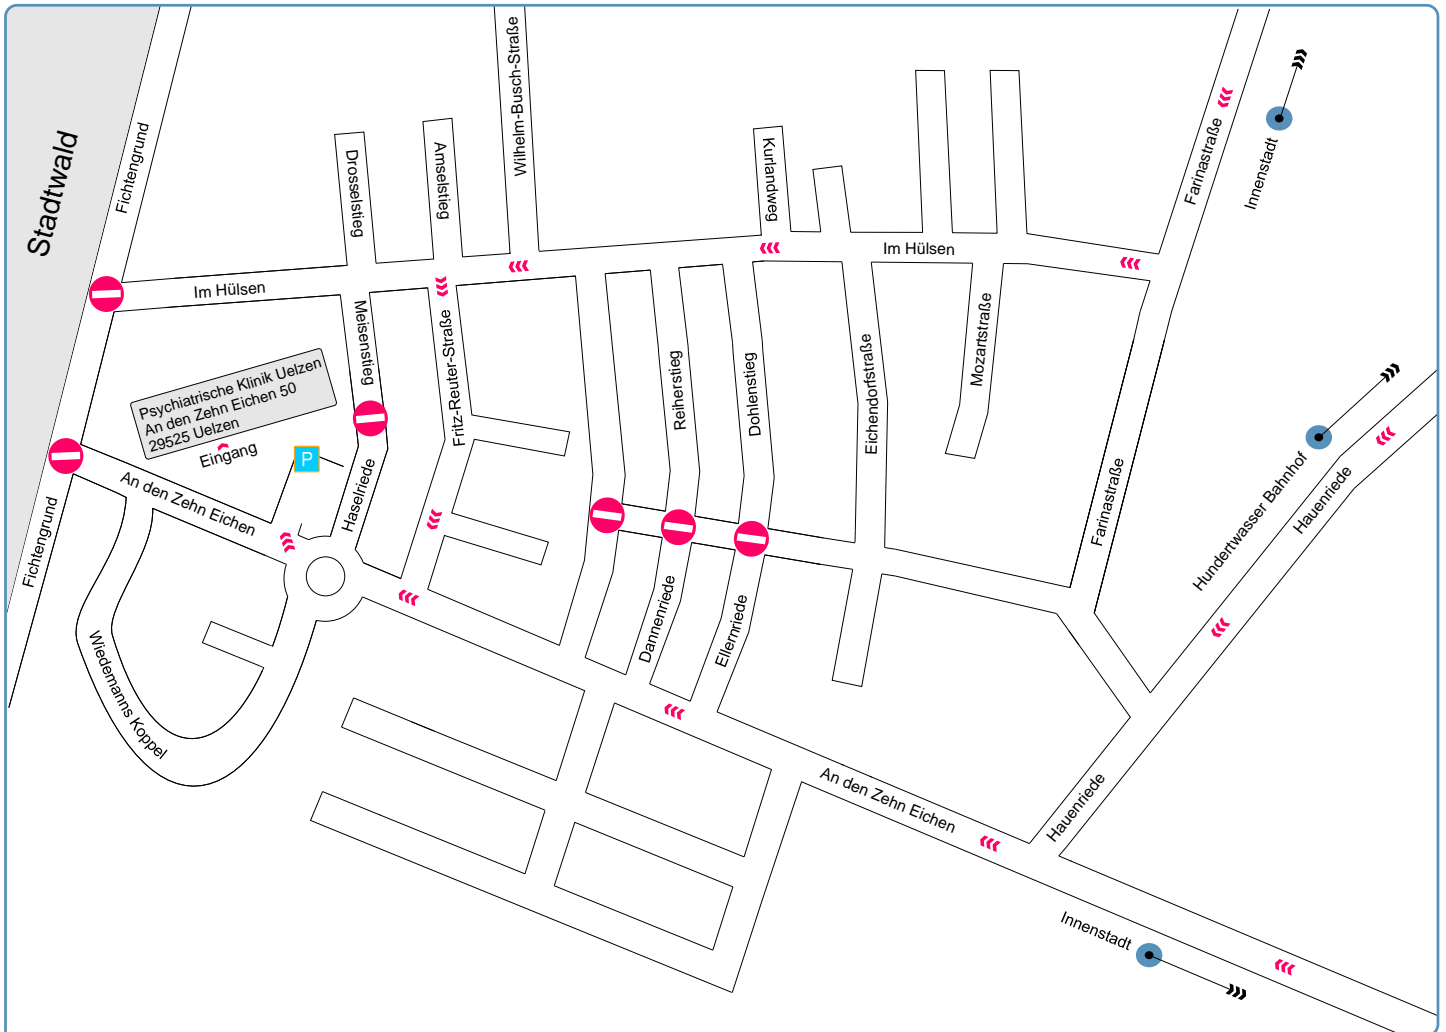 Stadtwald
Fichtengrund
Drosselstieg
Amselstieg
Wilhelm-Busch-Straße
Kurlandweg
Im Hülsen
Farinastraße
Innenstadt
Im Hülsen
Meisenstieg
Fritz-Reuter-Straße
Reiherstieg
Dohlenstieg
Eichendorfstraße
Mozartstraße
Psychiatrische Klinik Uelzen
An den Zehn Eichen 50
29525 Uelzen
Eingang
P
An den Zehn Eichen
Haselriede
Fichtengrund
Farinastraße
Hundertwasser Bahnhof
Hauenriede
Wiedemanns Koppel
Dannenriede
Ellernriede
An den Zehn Eichen
Hauenriede
Innenstadt